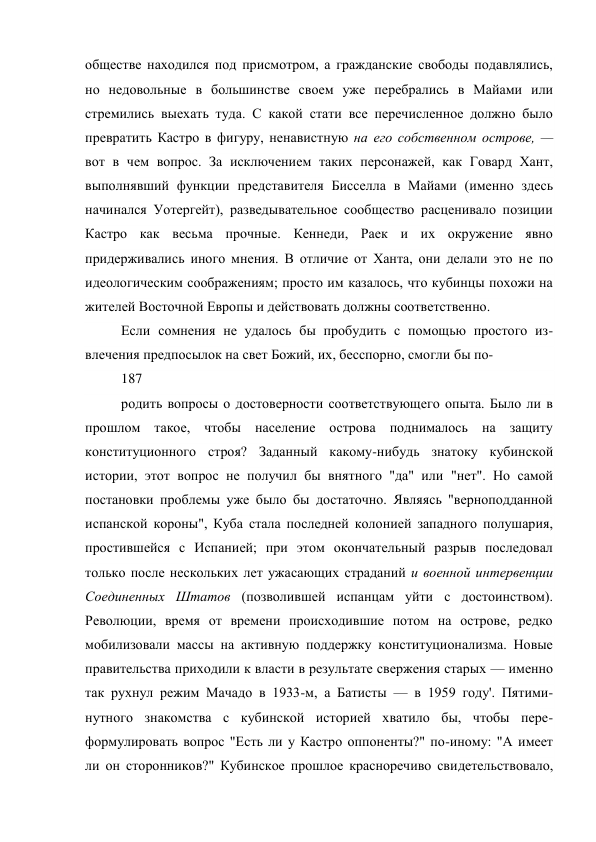 обществе находился под присмотром, а гражданские свободы подавлялись,
но недовольные в большинстве своем уже перебрались в Майами или
стремились выехать туда. С какой стати все перечисленное должно было
превратить Кастро в фигуру, ненавистную на его собственном острове, —
вот в чем вопрос. За исключением таких персонажей, как Говард Хант,
выполнявший функции представителя Бисселла в Майами (именно здесь
начинался Уотергейт), разведывательное сообщество расценивало позиции
Кастро как весьма прочные. Кеннеди, Раек и их окружение явно
придерживались иного мнения. В отличие от Ханта, они делали это не по
идеологическим соображениям; просто им казалось, что кубинцы похожи на
жителей Восточной Европы и действовать должны соответственно.
Если сомнения не удалось бы пробудить с помощью простого из-
влечения предпосылок на свет Божий, их, бесспорно, смогли бы по-
187
родить вопросы о достоверности соответствующего опыта. Было ли в
прошлом такое, чтобы население острова поднималось на защиту
конституционного строя? Заданный какому-нибудь знатоку кубинской
истории, этот вопрос не получил бы внятного "да" или "нет". Но самой
постановки проблемы уже было бы достаточно. Являясь "верноподданной
испанской короны", Куба стала последней колонией западного полушария,
простившейся с Испанией; при этом окончательный разрыв последовал
только после нескольких лет ужасающих страданий и военной интервенции
Соединенных Штатов (позволившей испанцам уйти с достоинством).
Революции, время от времени происходившие потом на острове, редко
мобилизовали массы на активную поддержку конституционализма. Новые
правительства приходили к власти в результате свержения старых — именно
так рухнул режим Мачадо в 1933-м, а Батисты — в 1959 году'. Пятими-
нутного знакомства с кубинской историей хватило бы, чтобы пере-
формулировать вопрос "Есть ли у Кастро оппоненты?" по-иному: "А имеет
ли он сторонников?" Кубинское прошлое красноречиво свидетельствовало,